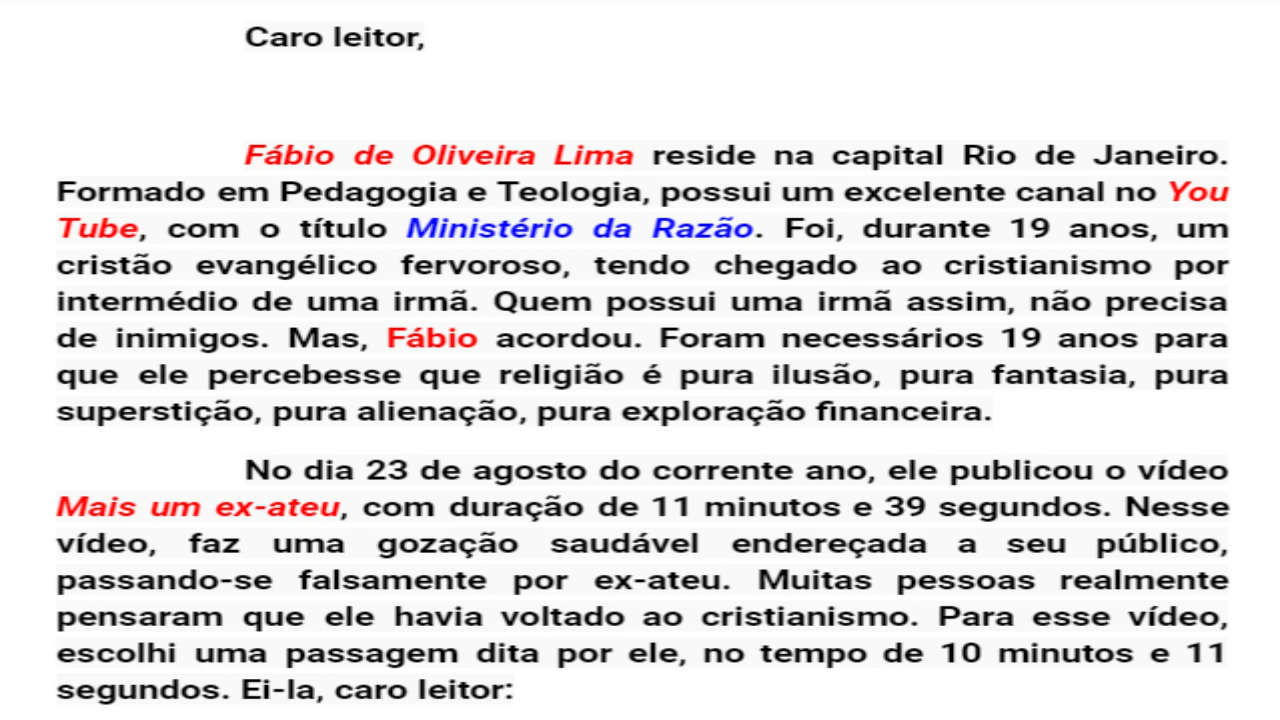 Caro leitor,
Fábio de Oliveira Lima reside na capital Rio de Janeiro.
Formado em Pedagogia e Teologia, possui um excelente canal no You
Tube, com o título Ministério da Razão. Foi, durante 19 anos, um
cristão evangélico fervoroso, tendo chegado ao cristianismo por
intermédio de uma irmã. Quem possui uma irmã assim, não precisa
de inimigos. Mas, Fábio acordou. Foram necessários 19 anos para
que ele percebesse que religião é pura ilusão, pura fantasia, pura
superstição, pura alienação, pura exploração financeira.
No dia 23 de agosto do corrente ano, ele publicou o vídeo
Mais um ex-ateu, com duração de 11 minutos e 39 segundos. Nesse
vídeo, faz uma gozação saudável endereçada a seu público,
passando-se falsamente por ex-ateu. Muitas pessoas realmente
pensaram que ele havia voltado ao cristianismo. Para esse vídeo,
escolhi uma passagem dita por ele, no tempo de 10 minutos e 11
segundos. Ei-la, caro leitor: